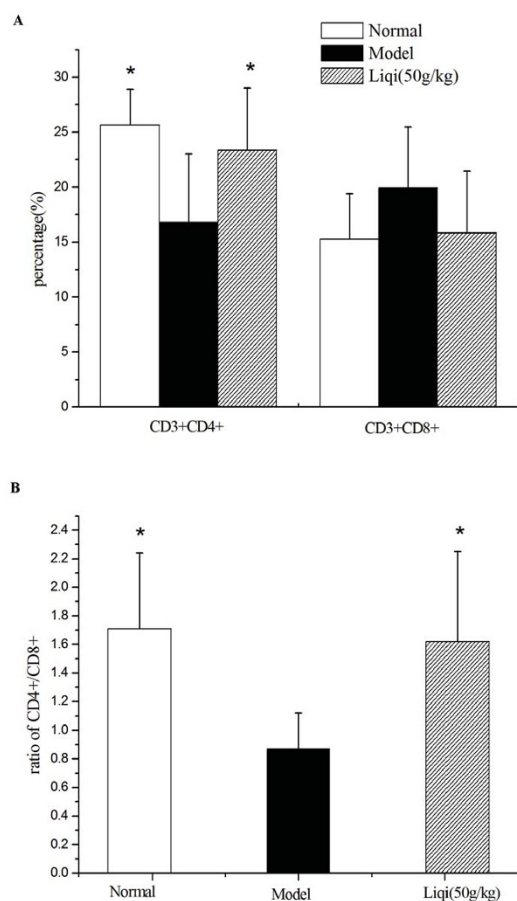 A
Normal
Model
Liqi(50g/kg)
*
*
30
25
20
15
10
5
0
percentage(%)
CD3+CD4+
CD3+CD8+
B
*
*
2.4
2.2
2.0
1.8
1.6
1.4
1.2
1.0
0.8
0.6
0.4
0.2
0.0
ratio of CD4+/CD8+
Normal
Model
Liqi(50g/kg)